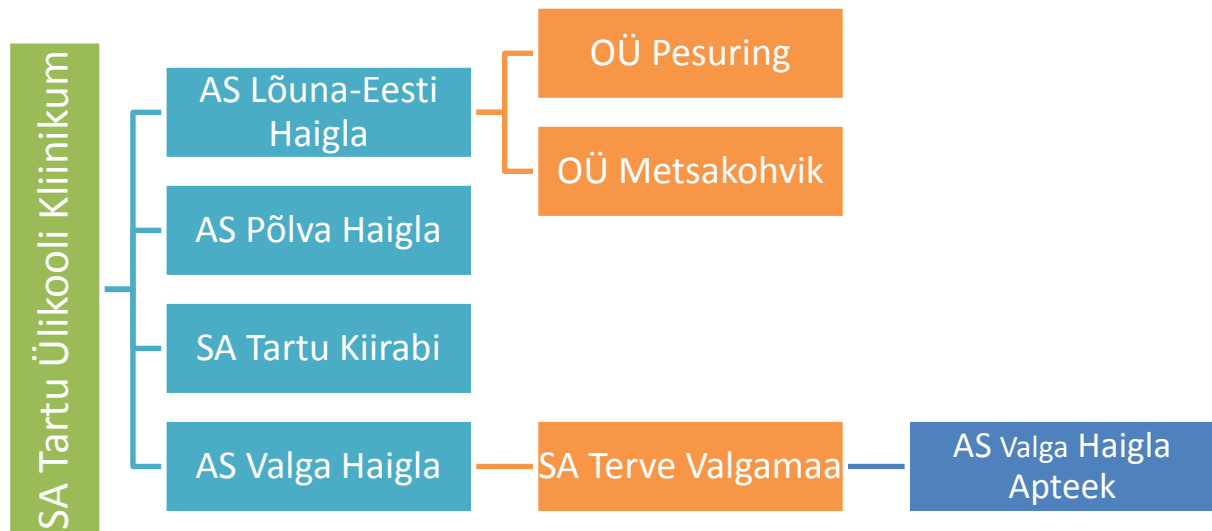 SA Tartu Ülikooli Kliinikum
AS Lõuna-Eesti
Haigla
AS Põlva Haigla
SA Tartu Kiirabi
AS Valga Haigla
OÜ Pesuring
OÜ Metsakohvik
SA Terve Valgamaa
AS Valga Haigla
Apteek